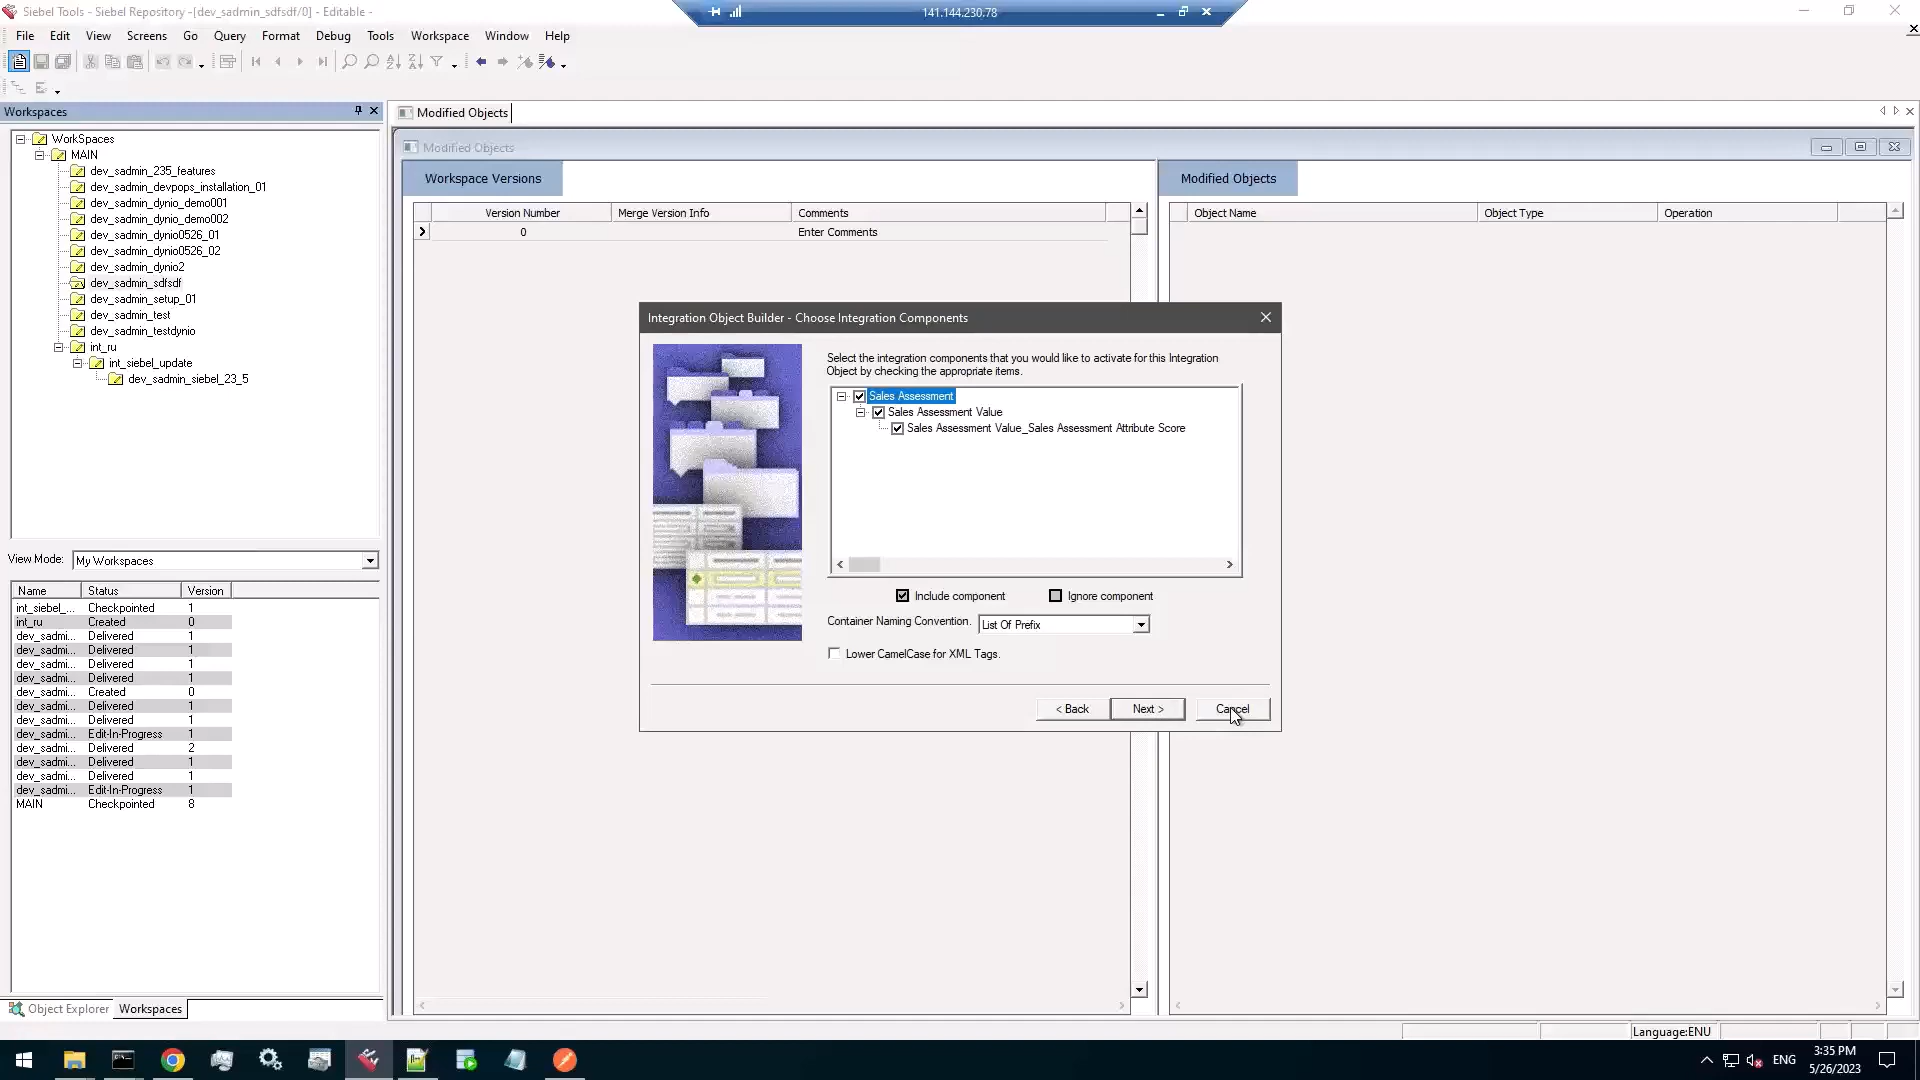 Siebel Tools - Siebel Repository -[dev_sadmin_sdfsdf/0] - Editable -
141.144.230.78
File Edit View Screens Go Query Format Debug Tools Workspace Window Help
Workspaces
Modified Objects
WorkSpaces
MAIN
dev_sadmin_235_features
dev_sadmin_devpops_installation_01
dev_sadmin_dynio_demo001
dev_sadmin_dynio_demo002
dev_sadmin_dynio0526_01
dev_sadmin_dynio0526_02
dev_sadmin_dynio2
dev_sadmin_sdfsdf
dev_sadmin_setup_01
dev_sadmin_test
dev_sadmin_testdynio
int_ru
int_siebel_update
dev_sadmin_siebel_23_5
View Mode: My Workspaces
Name Status Version
int_siebel_... Checkpointed 1
int_ru Created 0
dev_sadmi... Delivered 1
dev_sadmi... Delivered 1
dev_sadmi... Delivered 1
dev_sadmi... Delivered 1
dev_sadmi... Created 0
dev_sadmi... Delivered 1
dev_sadmi... Delivered 1
dev_sadmi... Edit-In-Progress 1
dev_sadmi... Delivered 2
dev_sadmi... Delivered 1
dev_sadmi... Delivered 1
dev_sadmi... Edit-In-Progress 1
MAIN Checkpointed 8
Object Explorer Workspaces
Modified Objects
Workspace Versions
Version Number Merge Version Info Comments
0 Enter Comments
Modified Objects
Object Name Object Type Operation
Integration Object Builder - Choose Integration Components
Select the integration components that you would like to activate for this Integration
Object by checking the appropriate items.
Sales Assessment
Sales Assessment Value
Sales Assessment Value_Sales Assessment Attribute Score
Include component Ignore component
Container Naming Convention. List Of Prefix
Lower CamelCase for XML Tags.
< Back Next > Cancel
Language:ENU
ENG
3:35 PM
5/26/2023